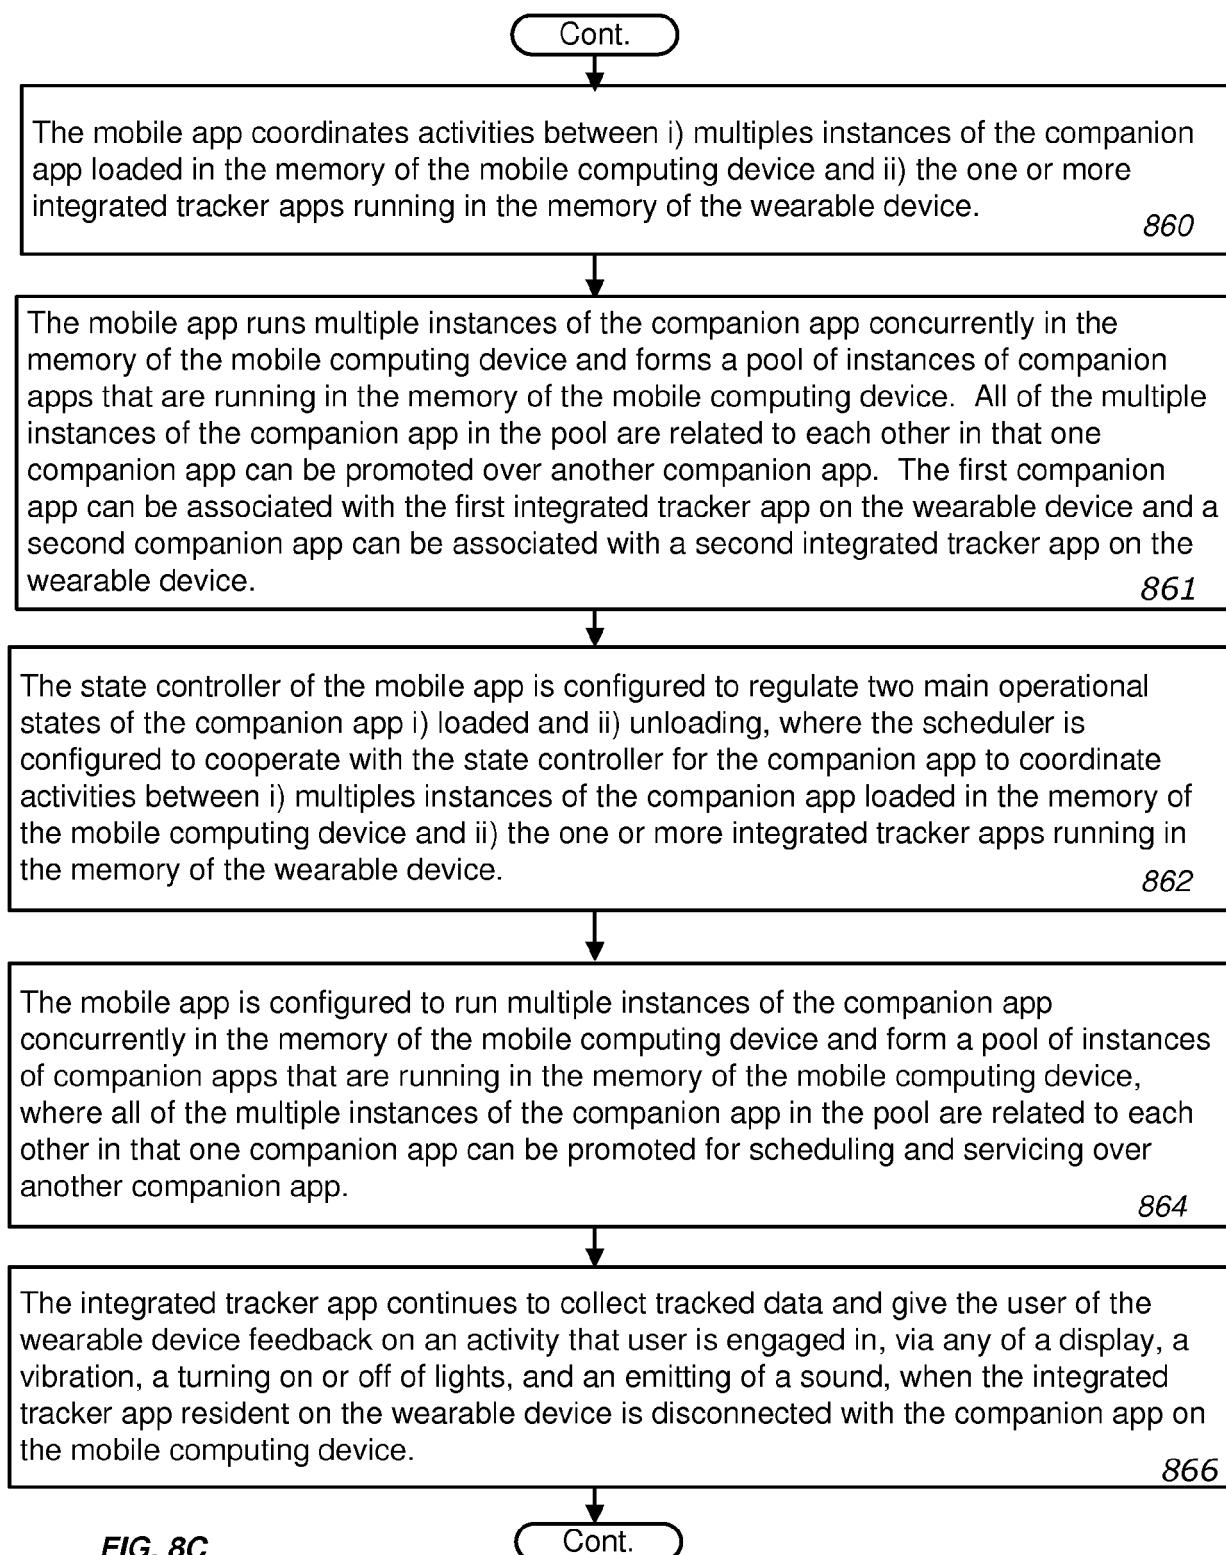 Cont.
The mobile app coordinates activities between i) multiples instances of the companion
app loaded in the memory of the mobile computing device and ii) the one or more
integrated tracker apps running in the memory of the wearable device.
860
The mobile app runs multiple instances of the companion app concurrently in the
memory of the mobile computing device and forms a pool of instances of companion
apps that are running in the memory of the mobile computing device. All of the multiple
instances of the companion app in the pool are related to each other in that one
companion app can be promoted over another companion app. The first companion
app can be associated with the first integrated tracker app on the wearable device and a
second companion app can be associated with a second integrated tracker app on the
wearable device.
861
The state controller of the mobile app is configured to regulate two main operational
states of the companion app i) loaded and ii) unloading, where the scheduler is
configured to cooperate with the state controller for the companion app to coordinate
activities between i) multiples instances of the companion app loaded in the memory of
the mobile computing device and ii) the one or more integrated tracker apps running in
the memory of the wearable device.
862
The mobile app is configured to run multiple instances of the companion app
concurrently in the memory of the mobile computing device and form a pool of instances
of companion apps that are running in the memory of the mobile computing device,
where all of the multiple instances of the companion app in the pool are related to each
other in that one companion app can be promoted for scheduling and servicing over
another companion app.
864
The integrated tracker app continues to collect tracked data and give the user of the
wearable device feedback on an activity that user is engaged in, via any of a display, a
vibration, a turning on or off of lights, and an emitting of a sound, when the integrated
tracker app resident on the wearable device is disconnected with the companion app on
the mobile computing device.
866
FIG. 8C
Cont.